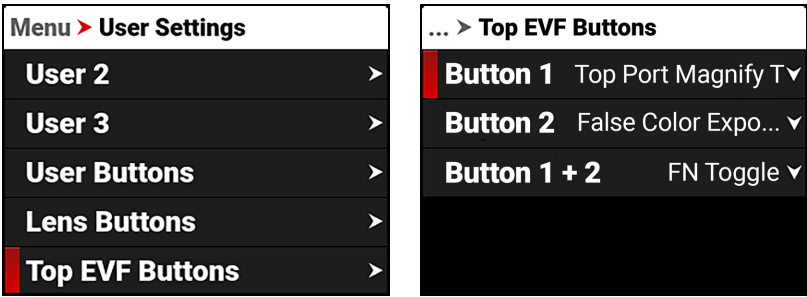 Menu ➤ User Settings
User 2
User 3
User Buttons
Lens Buttons
Top EVF Buttons
... ➤ Top EVF Buttons
Button 1 Top Port Magnify T
Button 2 False Color Expo...
Button 1 + 2 FN Toggle